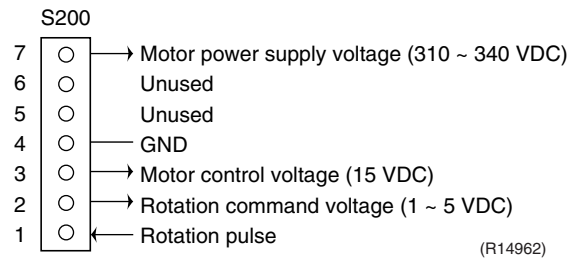 S200
7 Motor power supply voltage (310 ~ 340 VDC)
6 Unused
5 Unused
4 GND
3 Motor control voltage (15 VDC)
2 Rotation command voltage (1 ~ 5 VDC)
1 Rotation pulse
(R14962)